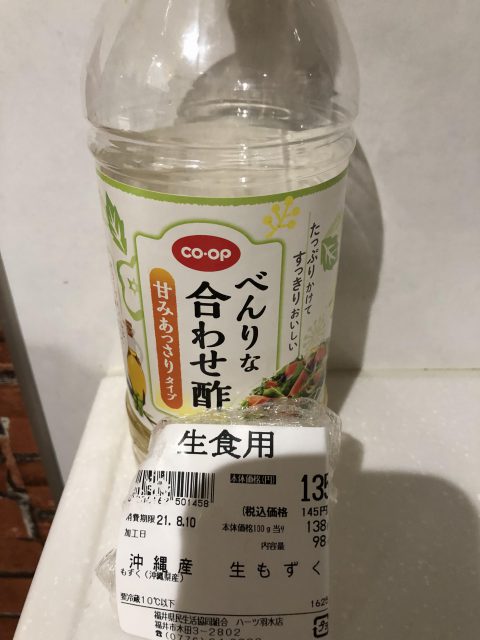 co·op
べんりな
合わせ酢
甘みあっさりタイプ
たっぷりかけて
すっきりおいしい
生食用
501458
本体価格(円) 135
(税込価格 145円
消費期限 21. 8.10
本体価格100g当り 138
加工日
内容量 98
沖縄産 生もずく
もずく(沖縄県産)
要冷蔵10℃以下
福井県民生活協同組合 ハーツ羽水店
福井市木田3-2802
プラ